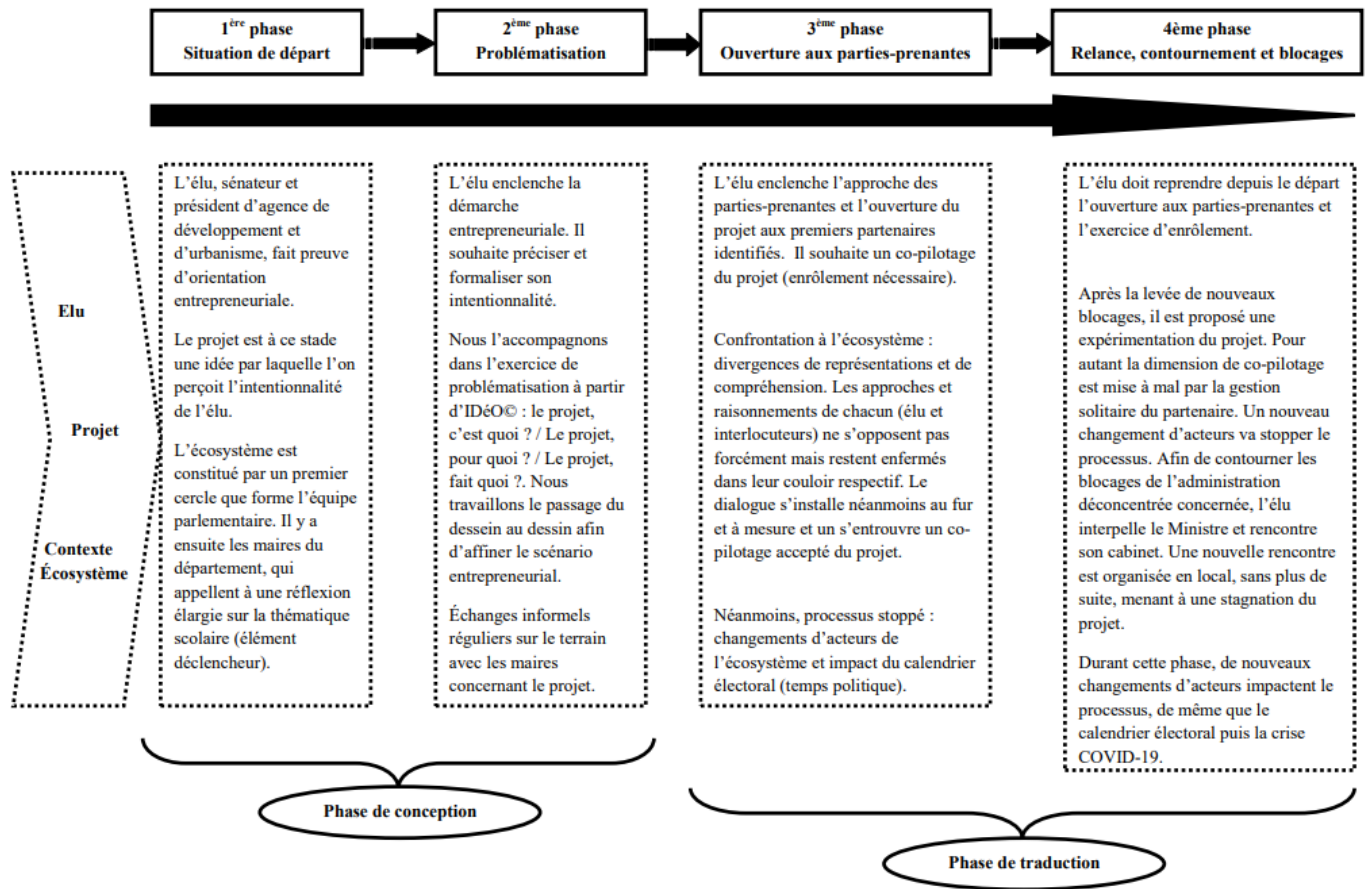 1ère phase
Situation de départ
2ème phase
Problématisation
3ème phase
Ouverture aux parties-prenantes
4ème phase
Relance, contournement et blocages
Elu
Projet
Contexte
Écosystème
L’élu, sénateur et
président d’agence de
développement et
d’urbanisme, fait preuve
d’orientation
entrepreneuriale.
Le projet est à ce stade
une idée par laquelle l’on
perçoit l’intentionnalité
de l’élu.
L’écosystème est
constitué par un premier
cercle que forme l’équipe
parlementaire. Il y a
ensuite les maires du
département, qui
appellent à une réflexion
élargie sur la thématique
scolaire (élément
déclencheur).
L’élu enclenche la
démarche
entrepreneuriale. Il
souhaite préciser et
formaliser son
intentionnalité.
Nous l’accompagnons
dans l’exercice de
problématisation à partir
d’IDéO© : le projet,
c’est quoi ? / Le projet,
pour quoi ? / Le projet,
fait quoi ?. Nous
travaillons le passage du
dessein au dessin afin
d’affiner le scénario
entrepreneurial.
Échanges informels
réguliers sur le terrain
avec les maires
concernant le projet.
L’élu enclenche l’approche des
parties-prenantes et l’ouverture du
projet aux premiers partenaires
identifiés. Il souhaite un co-pilotage
du projet (enrôlement nécessaire).
Confrontation à l’écosystème :
divergences de représentations et de
compréhension. Les approches et
raisonnements de chacun (élu et
interlocuteurs) ne s’opposent pas
forcément mais restent enfermés
dans leur couloir respectif. Le
dialogue s’installe néanmoins au fur
et à mesure et un s’entrouvre un co-
pilotage accepté du projet.
Néanmoins, processus stoppé :
changements d’acteurs de
l’écosystème et impact du calendrier
électoral (temps politique).
L’élu doit reprendre depuis le départ
l’ouverture aux parties-prenantes et
l’exercice d’enrôlement.
Après la levée de nouveaux
blocages, il est proposé une
expérimentation du projet. Pour
autant la dimension de co-pilotage
est mise à mal par la gestion
solitaire du partenaire. Un nouveau
changement d’acteurs va stopper le
processus. Afin de contourner les
blocages de l’administration
déconcentrée concernée, l’élu
interpelle le Ministre et rencontre
son cabinet. Une nouvelle rencontre
est organisée en local, sans plus de
suite, menant à une stagnation du
projet.
Durant cette phase, de nouveaux
changements d’acteurs impactent le
processus, de même que le
calendrier électoral puis la crise
COVID-19.
Phase de conception
Phase de traduction